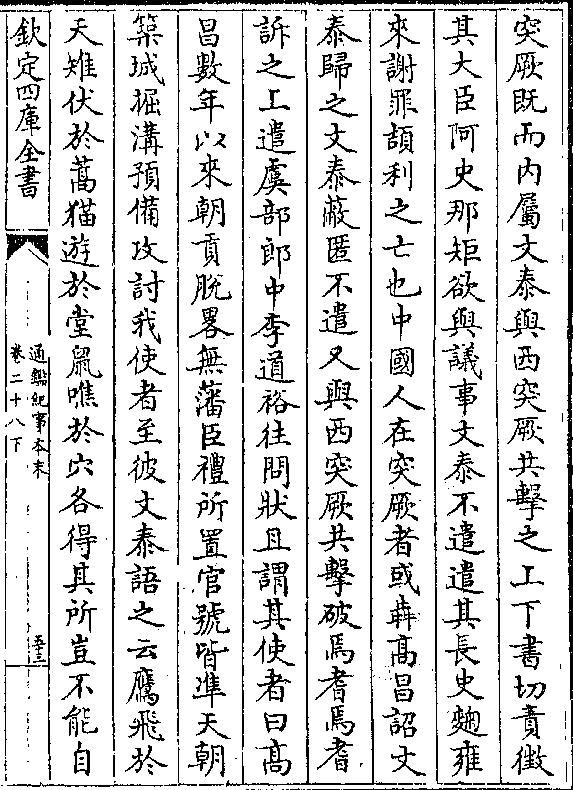 突厥既而内屬文泰與西突厥共擊之上下書切責徴
其大臣阿史那矩欲與議事文泰不遣遣其長史麴雍
來謝罪頡利之亡也中國人在突厥者或犇髙昌詔文
泰歸之文泰蔽匿不遣又與西突厥共擊破焉耆焉耆
訴之上遣虞部郎中李道裕往問狀且謂其使者曰髙
昌數年以來朝貢脱畧無藩臣禮所置官號皆準天朝
築城掘溝預備攻討我使者至彼文泰語之云鷹飛於
天雉伏於蒿猫遊於堂鼠噍於穴各得其所豈不能自
欽定四庫全書
通鑑紀事本末
卷二十八下
五十三